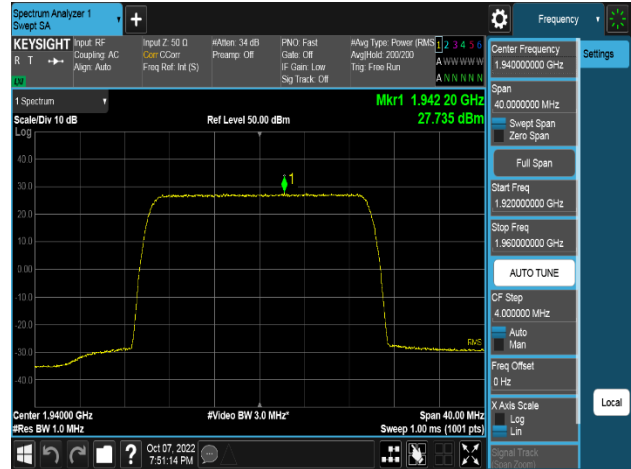 Spectrum Analyzer 1
Swept SA
Frequency
KEYSIGHT
R T
LXI
Input: RF
Coupling: AC
Align: Auto
Input Z: 50 Ω
Corr CCorr
Freq Ref: Int (S)
#Atten: 34 dB
Preamp: Off
PNO: Fast
Gate: Off
IF Gain: Low
Sig Track: Off
#Avg Type: Power (RMS
Avg|Hold: 200/200
Trig: Free Run
1 2 3 4 5 6
A W W W W W
A N N N N N
1 Spectrum
Scale/Div 10 dB
Log
Ref Level 50.00 dBm
Mkr1 1.942 20 GHz
27.735 dBm
40.0
30.0
20.0
10.0
0.00
-10.0
-20.0
-30.0
-40.0
1
RMS
Center 1.94000 GHz
#Res BW 1.0 MHz
#Video BW 3.0 MHz*
Span 40.00 MHz
Sweep 1.00 ms (1001 pts)
?
Oct 07, 2022
7:51:14 PM
Center Frequency
1.940000000 GHz
Span
40.0000000 MHz
Swept Span
Zero Span
Full Span
Start Freq
1.920000000 GHz
Stop Freq
1.960000000 GHz
AUTO TUNE
CF Step
4.000000 MHz
Auto
Man
Freq Offset
0 Hz
X Axis Scale
Log
Lin
Signal Track
(Span Zoom)
Settings
Local